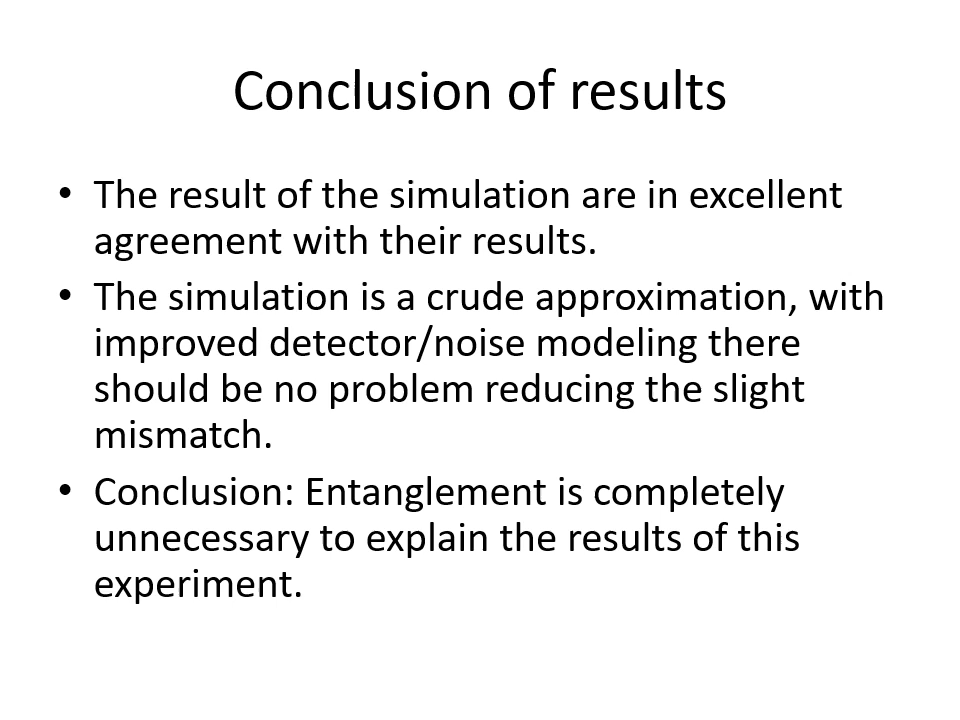 Conclusion of results
• The result of the simulation are in excellent
agreement with their results.
• The simulation is a crude approximation, with
improved detector/noise modeling there
should be no problem reducing the slight
mismatch.
• Conclusion: Entanglement is completely
unnecessary to explain the results of this
experiment.